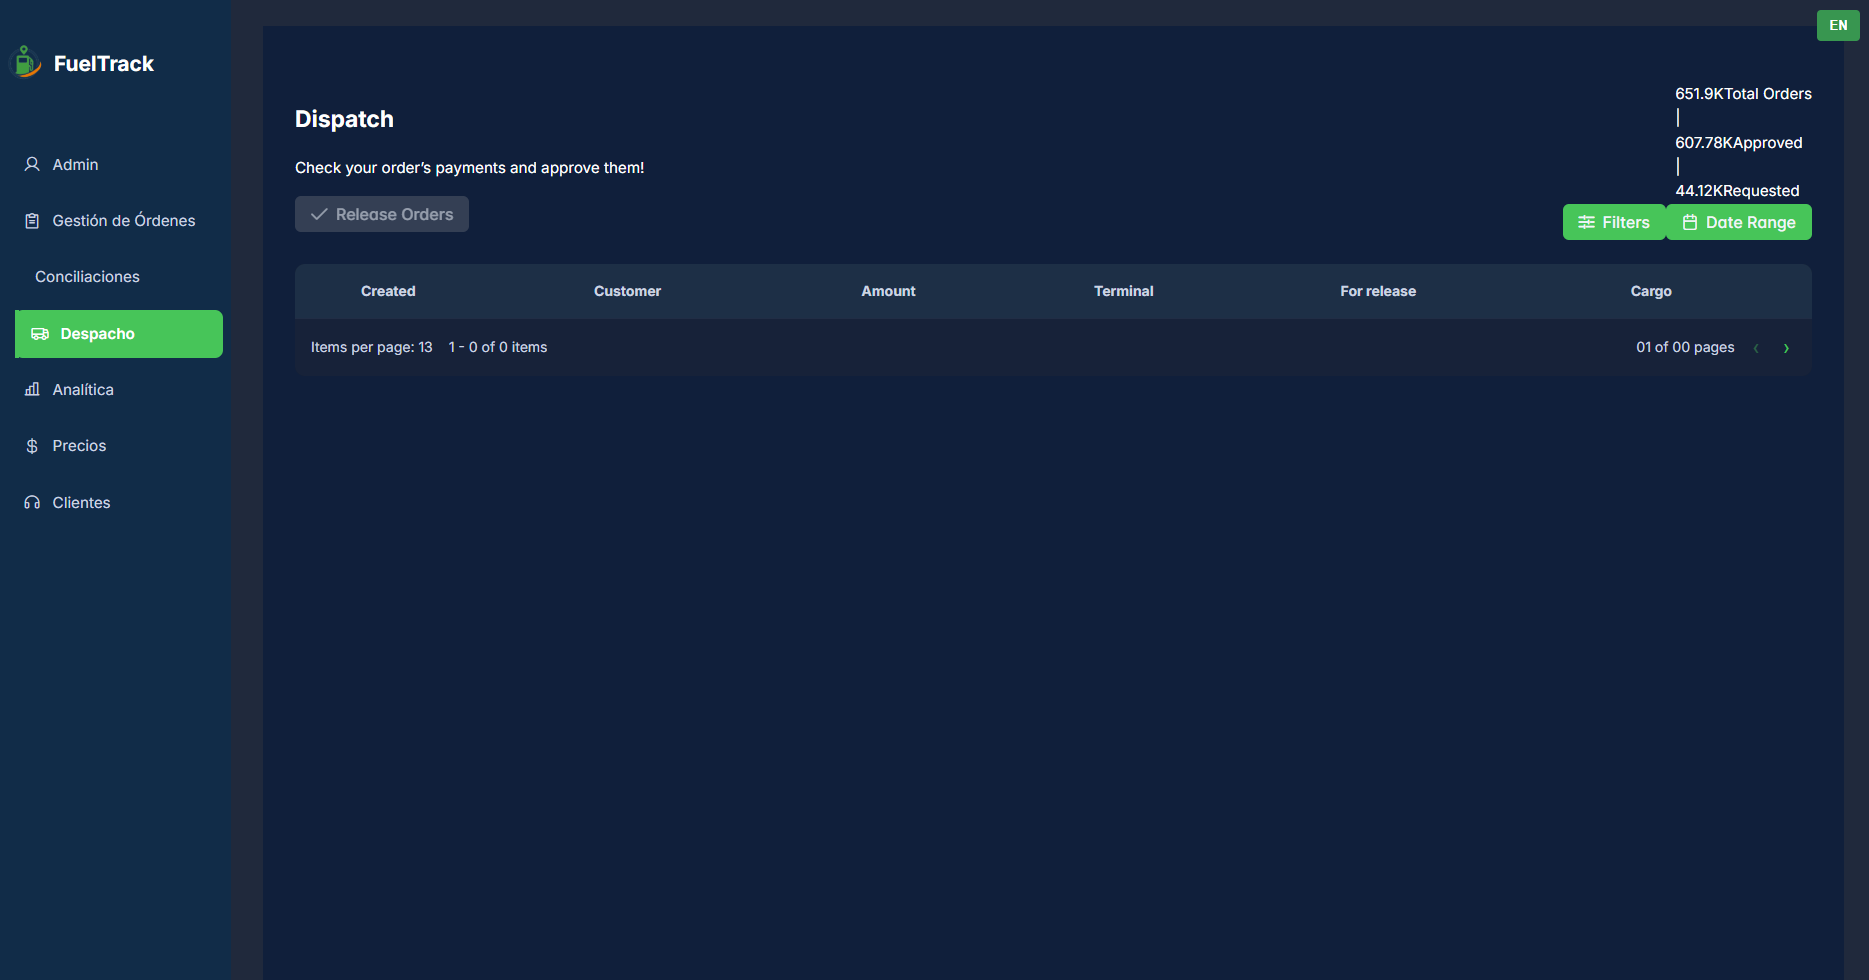 EN
FuelTrack
Admin
Gestión de Órdenes
Conciliaciones
Despacho
Analítica
Precios
Clientes
Dispatch
Check your order’s payments and approve them!
Release Orders
651.9KTotal Orders
|
607.78KApproved
|
44.12KRequested
Filters
Date Range
Created Customer Amount Terminal For release Cargo
Items per page: 13 1 - 0 of 0 items 01 of 00 pages ‹ ›